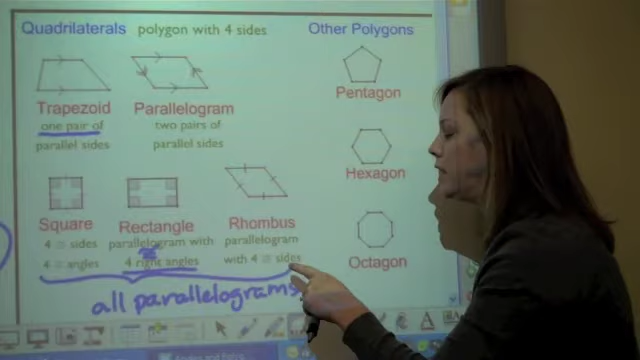 Quadrilaterals polygon with 4 sides
Other Polygons
Trapezoid
one pair of
parallel sides
Parallelogram
two pairs of
parallel sides
Pentagon
Hexagon
Square
4 ≅ sides
4 ≅ angles
Rectangle
parallelogram with
4 right angles
Rhombus
parallelogram
with 4 ≅ sides
Octagon
all parallelograms